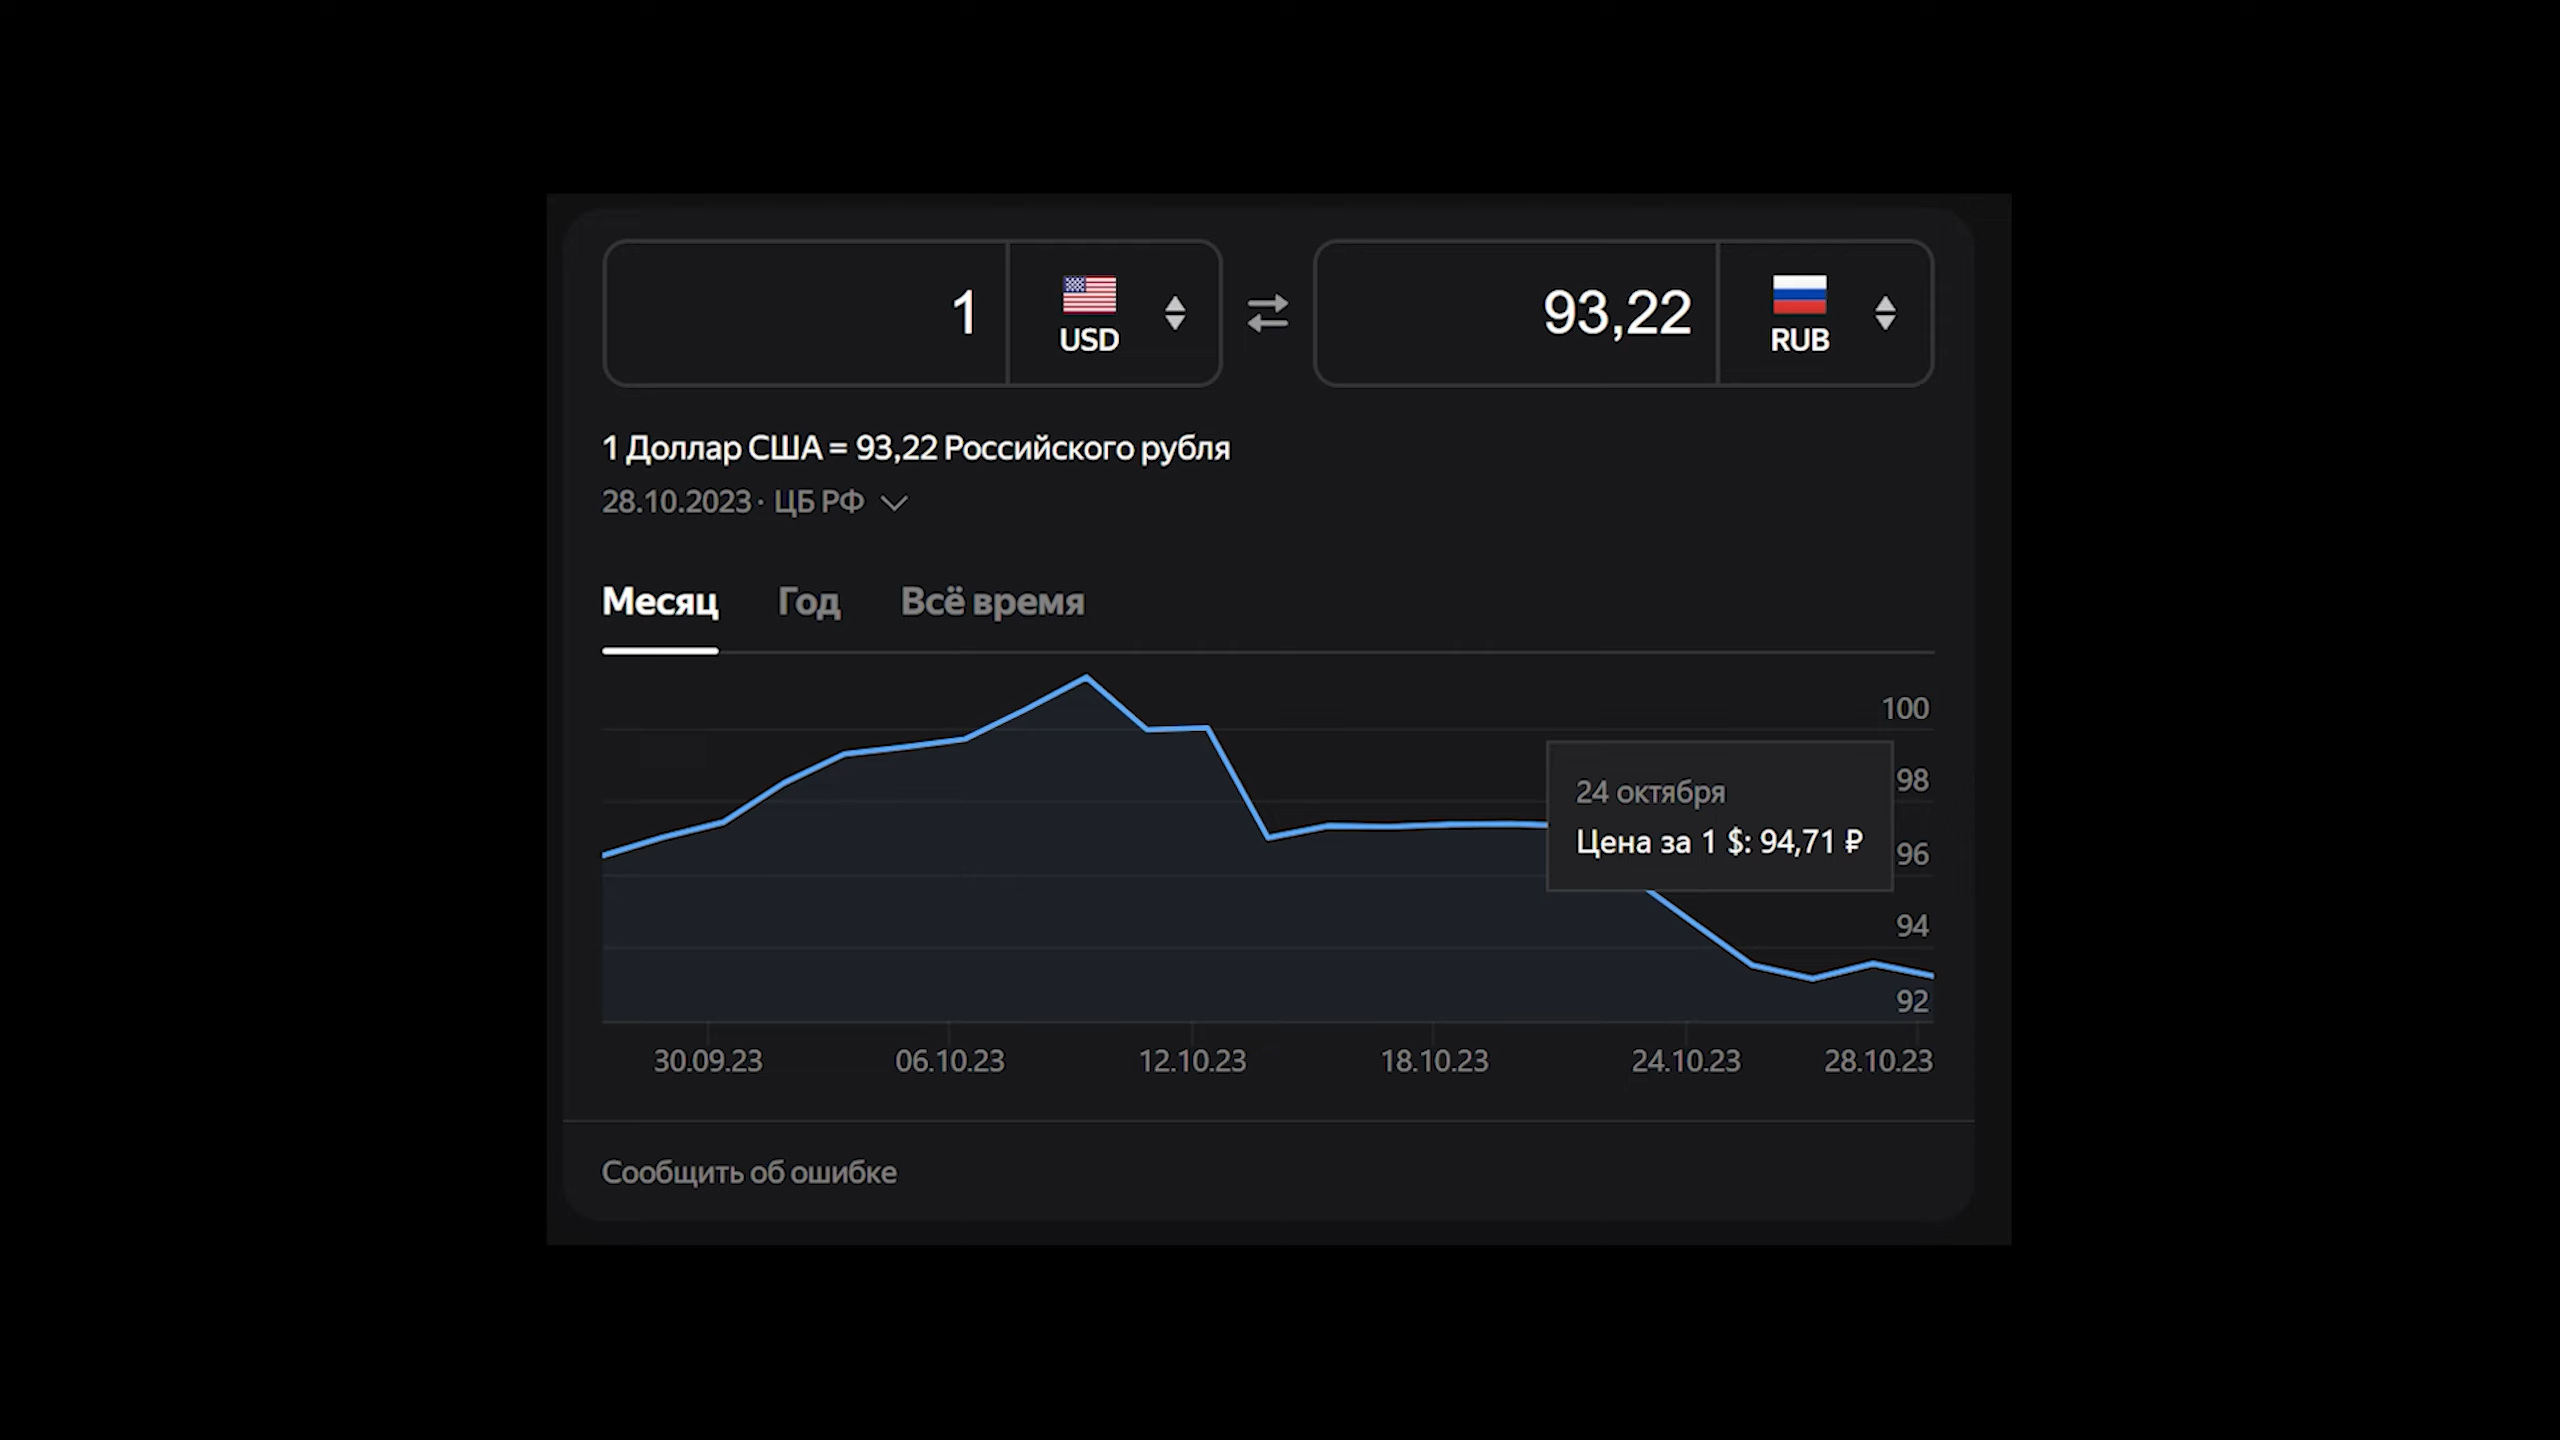 1
USD
93,22
RUB
1 Доллар США = 93,22 Российского рубля
28.10.2023 · ЦБ РФ
Месяц
Год
Всё время
100
98
96
94
92
24 октября
Цена за 1 $: 94,71 ₽
30.09.23
06.10.23
12.10.23
18.10.23
24.10.23
28.10.23
Сообщить об ошибке